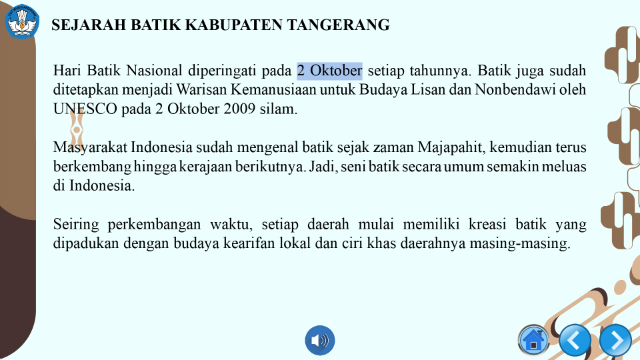 SEJARAH BATIK KABUPATEN TANGERANG
Hari Batik Nasional diperingati pada 2 Oktober setiap tahunnya. Batik juga sudah
ditetapkan menjadi Warisan Kemanusiaan untuk Budaya Lisan dan Nonbendawi oleh
UNESCO pada 2 Oktober 2009 silam.
Masyarakat Indonesia sudah mengenal batik sejak zaman Majapahit, kemudian terus
berkembang hingga kerajaan berikutnya. Jadi, seni batik secara umum semakin meluas
di Indonesia.
Seiring perkembangan waktu, setiap daerah mulai memiliki kreasi batik yang
dipadukan dengan budaya kearifan lokal dan ciri khas daerahnya masing-masing.